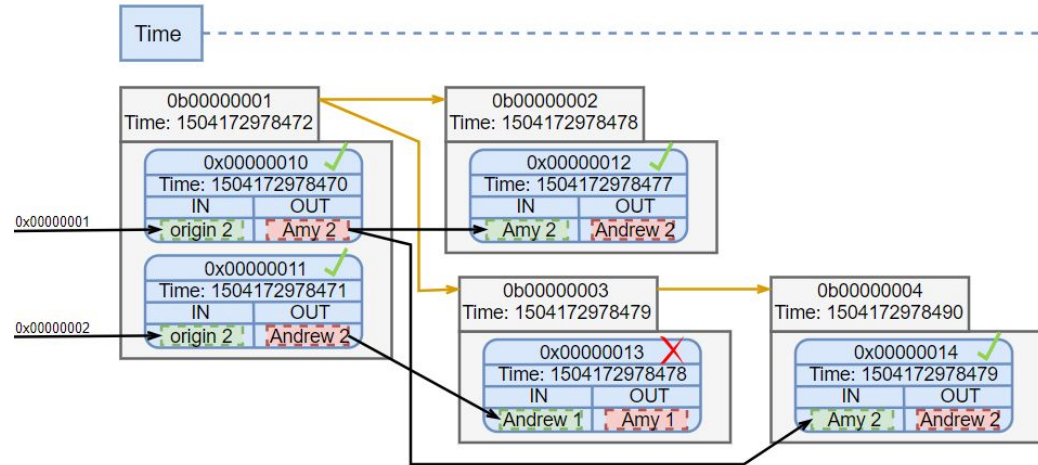 Time
0b00000001
Time: 1504172978472
0b00000002
Time: 1504172978478
0x00000010
Time: 1504172978470
IN OUT
origin 2 Amy 2
0x00000012
Time: 1504172978477
IN OUT
Amy 2 Andrew 2
0x00000001
0x00000011
Time: 1504172978471
IN OUT
origin 2 Andrew 2
0x00000002
0b00000003
Time: 1504172978479
0b00000004
Time: 1504172978490
0x00000013
Time: 1504172978478
IN OUT
Andrew 1 Amy 1
0x00000014
Time: 1504172978479
IN OUT
Amy 2 Andrew 2